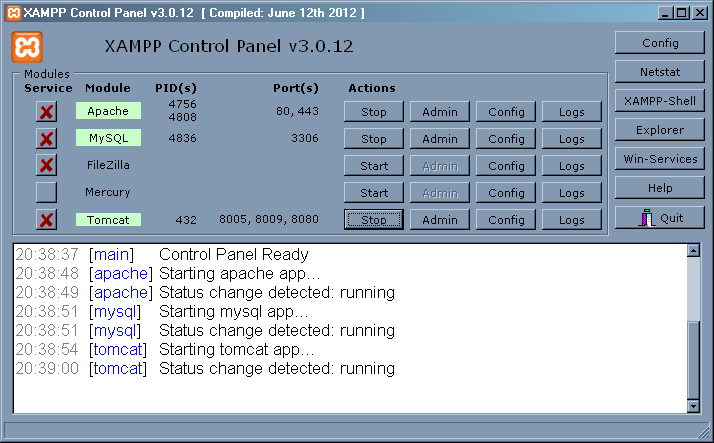 XAMPP Control Panel v3.0.12 [ Compiled: June 12th 2012 ]
XAMPP Control Panel v3.0.12
Config
Netstat
XAMPP-Shell
Explorer
Win-Services
Help
Quit
Modules
Service Module PID(s) Port(s) Actions
Apache 4756 4808 80, 443 Stop Admin Config Logs
MySQL 4836 3306 Stop Admin Config Logs
FileZilla Start Admin Config Logs
Mercury Start Admin Config Logs
Tomcat 432 8005, 8009, 8080 Stop Admin Config Logs
20:38:37 [main] Control Panel Ready
20:38:48 [apache] Starting apache app...
20:38:49 [apache] Status change detected: running
20:38:51 [mysql] Starting mysql app...
20:38:51 [mysql] Status change detected: running
20:38:54 [tomcat] Starting tomcat app...
20:39:00 [tomcat] Status change detected: running